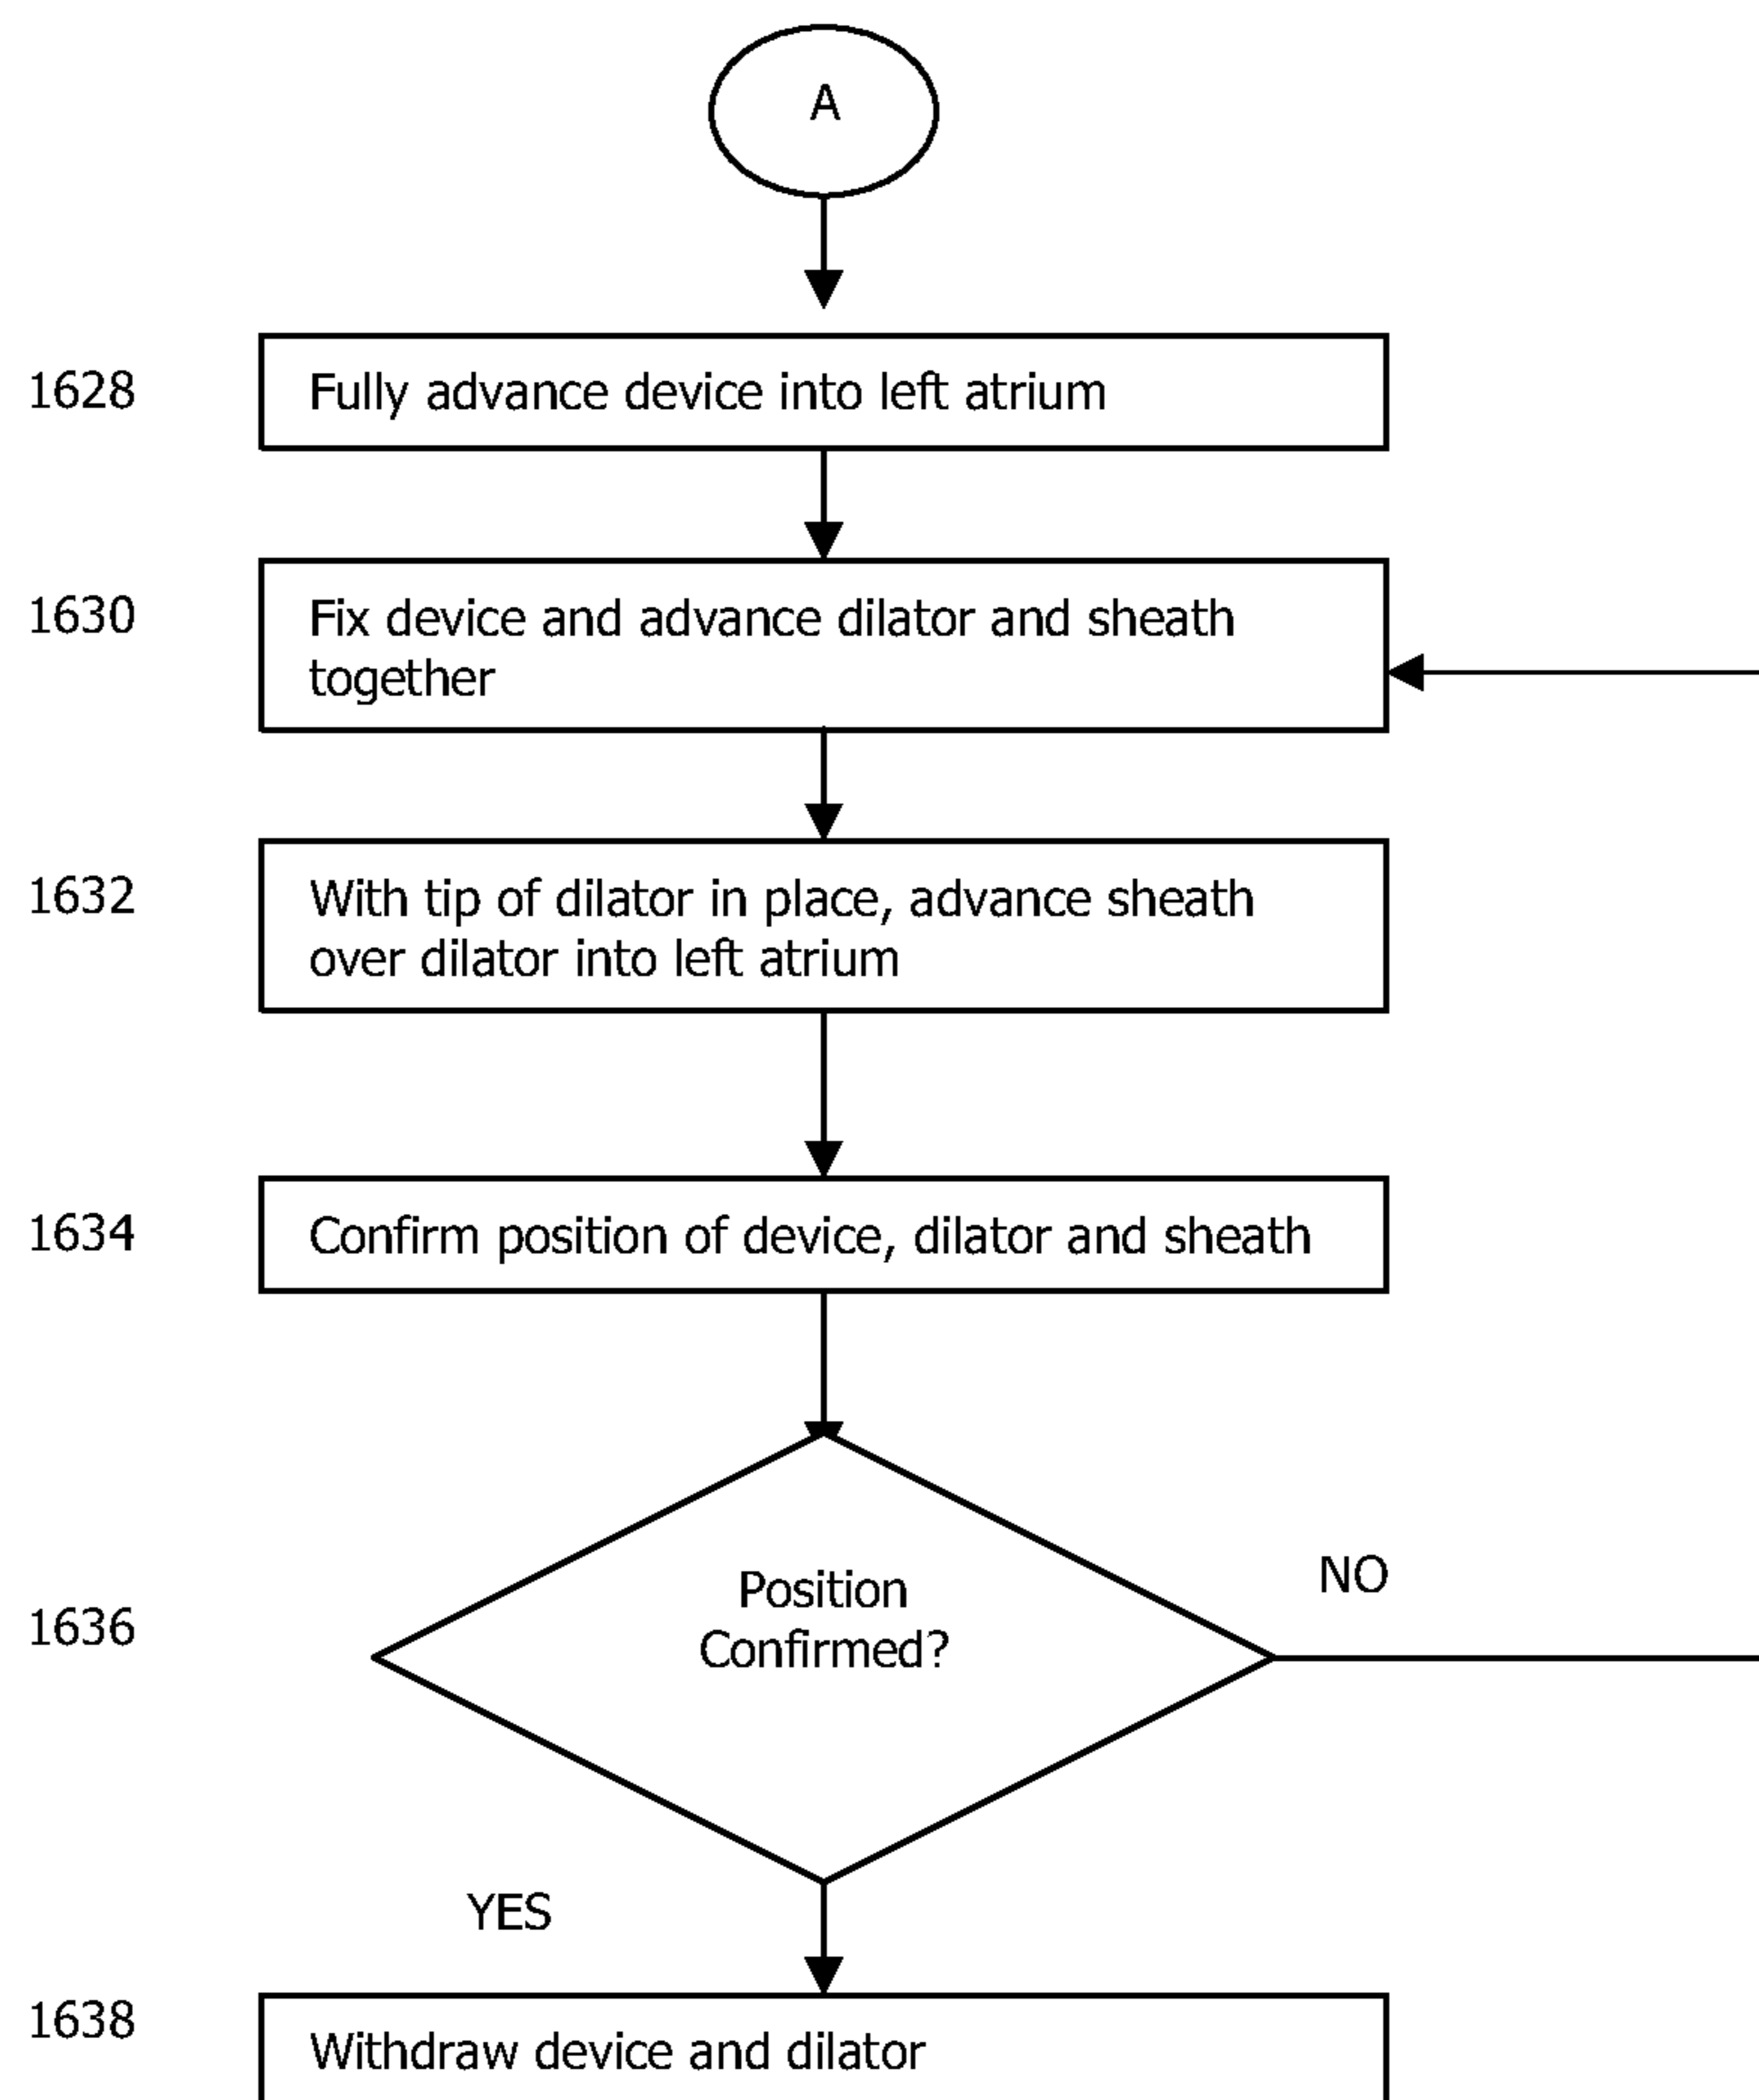 A
1628
Fully advance device into left atrium
1630
Fix device and advance dilator and sheath
together
1632
With tip of dilator in place, advance sheath
over dilator into left atrium
1634
Confirm position of device, dilator and sheath
1636
Position
Confirmed?
NO
YES
1638
Withdraw device and dilator